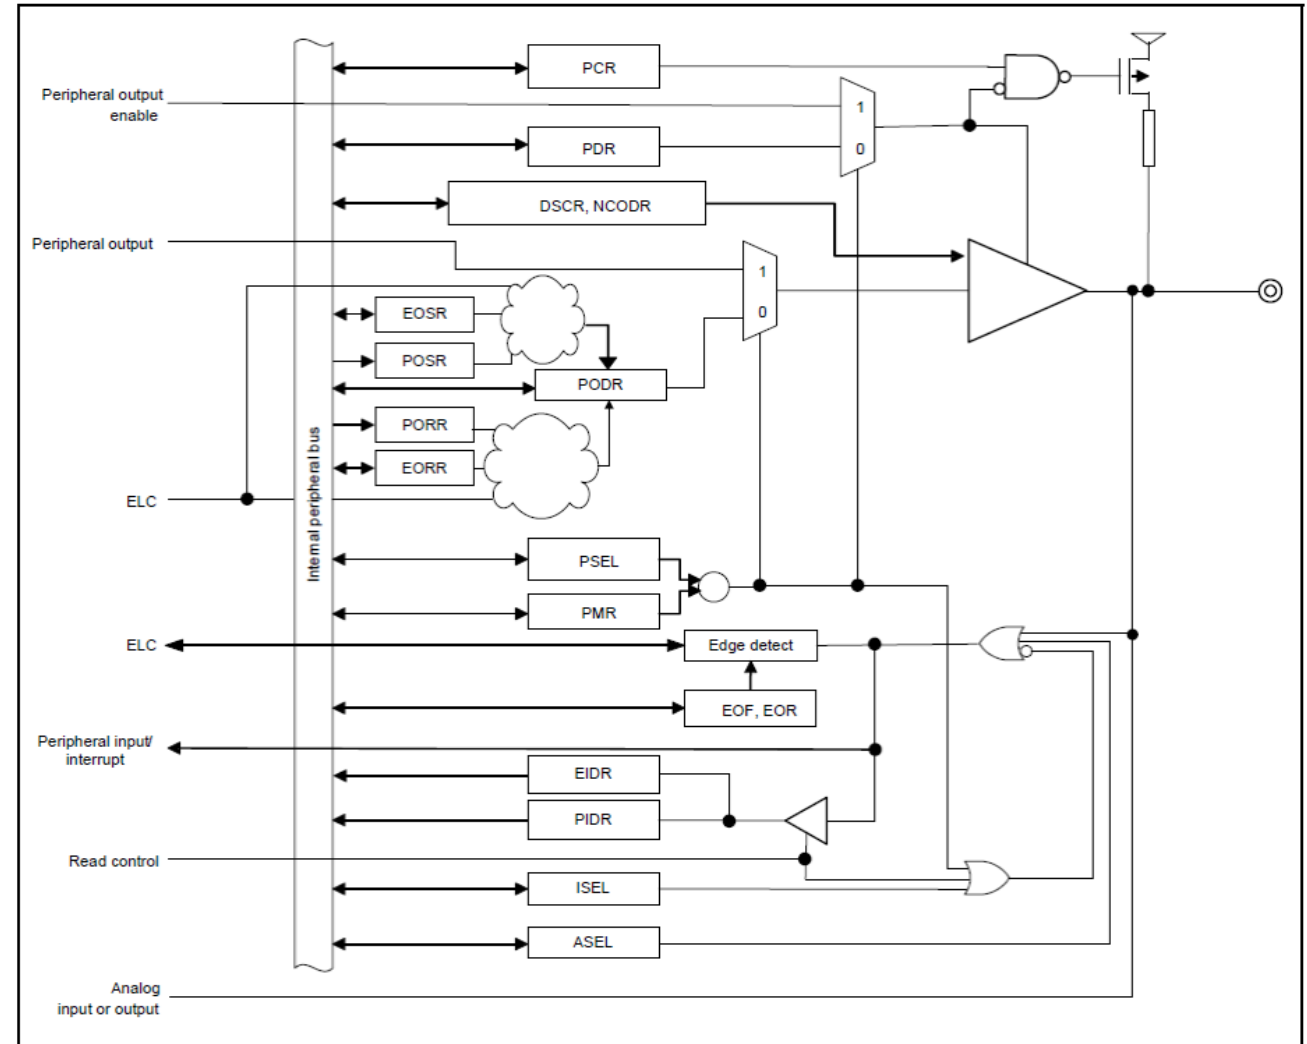 PCR
Peripheral output
enable
1
PDR
0
DSCR, NCODR
Peripheral output
1
EOSR
0
POSR
PODR
PORR
EORR
Internal peripheral bus
ELC
PSEL
PMR
ELC
Edge detect
EOF, EOR
Peripheral input/
interrupt
EIDR
PIDR
Read control
ISEL
ASEL
Analog
input or output